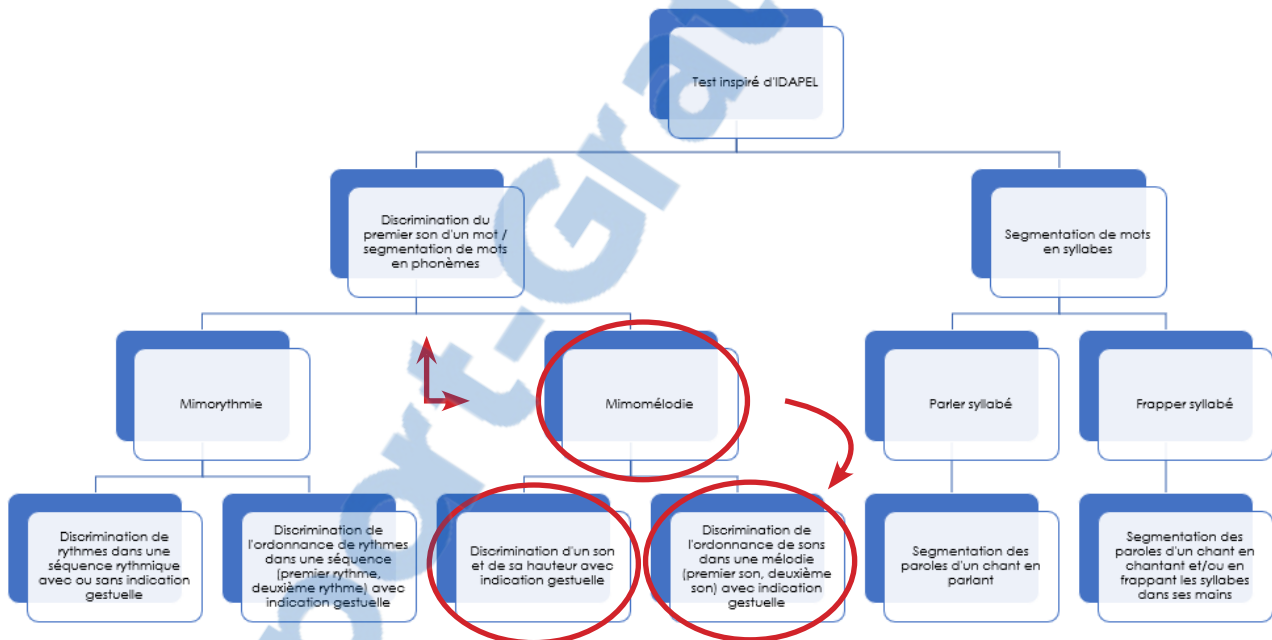 Test inspiré d'IDAPEL
Discrimination du
premier son d'un mot /
segmentation de mots
en phonèmes
Segmentation de mots
en syllabes
Mimorythmie
Mimomélodie
Parler syllabé
Frapper syllabé
Discrimination de
rythmes dans une
séquence rythmique
avec ou sans indication
gestuelle
Discrimination de
l'ordonnance de rythmes
dans une séquence
(premier rythme,
deuxième rythme) avec
indication gestuelle
Discrimination d'un son
et de sa hauteur avec
indication gestuelle
Discrimination de
l'ordonnance de sons
dans une mélodie
(premier son, deuxième
son) avec indication
gestuelle
Segmentation des
paroles d'un chant en
parlant
Segmentation des
paroles d'un chant en
chantant et/ou en
frappant les syllabes
dans ses mains
ort-Grat